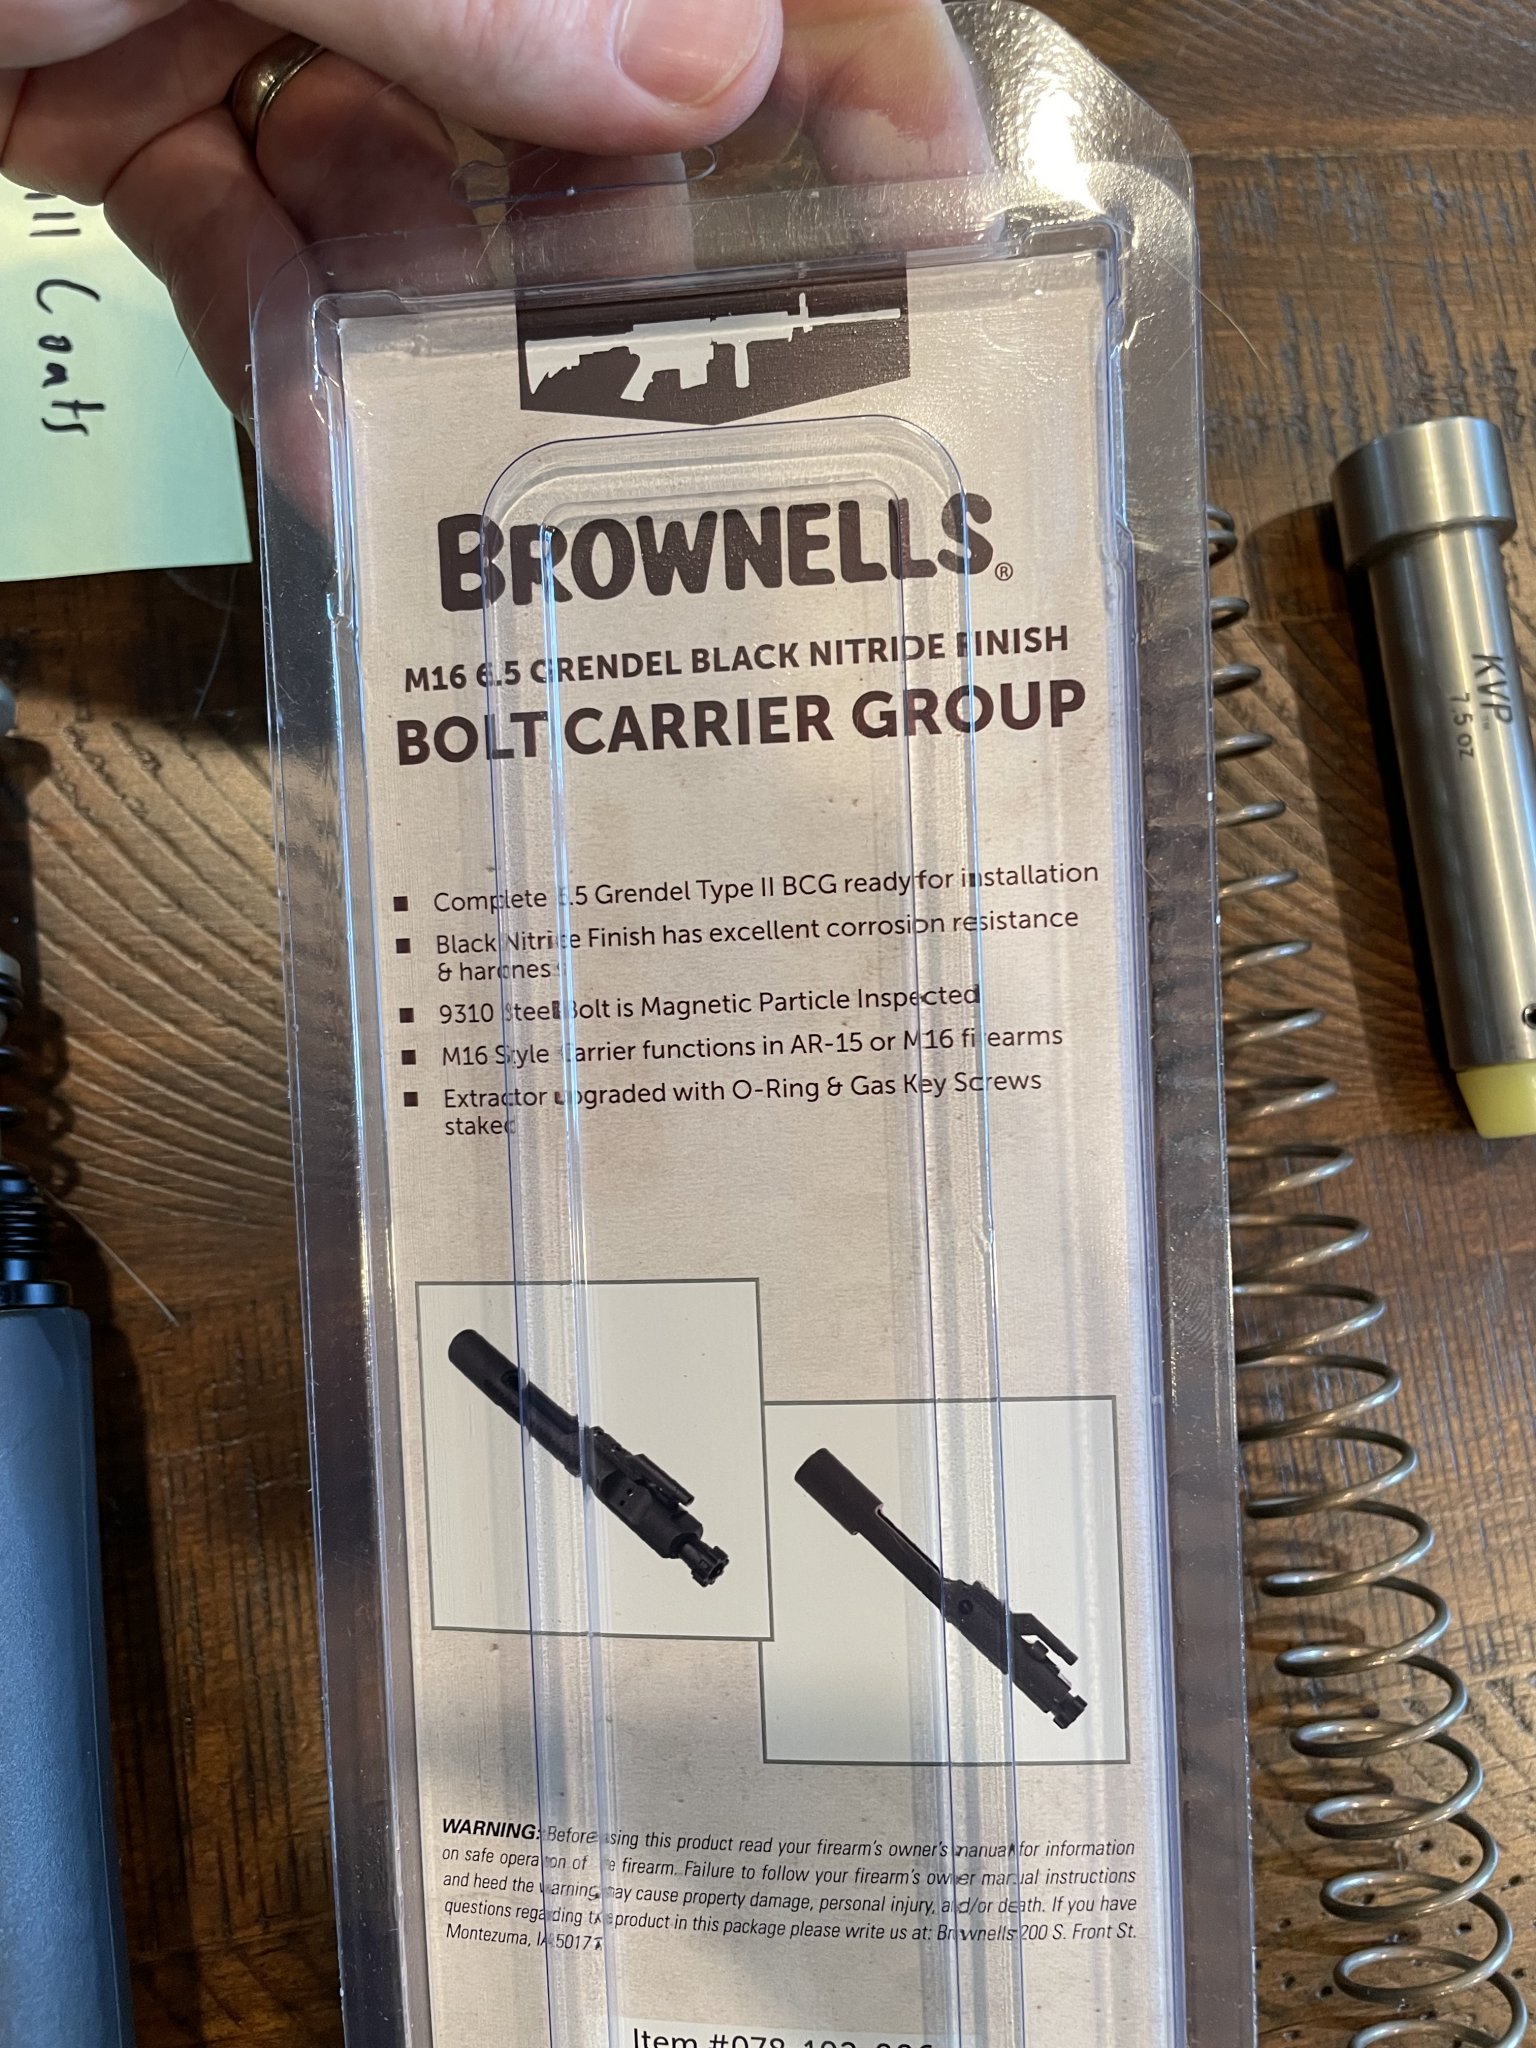 ill Coats
BROWNELLS®
M16 6.5 GRENDEL BLACK NITRIDE FINISH
BOLT CARRIER GROUP
■ Complete 6.5 Grendel Type II BCG ready for installation
■ Black Nitride Finish has excellent corrosion resistance
& hardness
■ 9310 Steel Bolt is Magnetic Particle Inspected
■ M16 Style Carrier functions in AR-15 or M16 firearms
■ Extractor upgraded with O-Ring & Gas Key Screws
staked
WARNING: Before using this product read your firearm's owner's manual for information
on safe operation of the firearm. Failure to follow your firearm's owner manual instructions
and heed the warning may cause property damage, personal injury, and/or death. If you have
questions regarding the product in this package please write us at: Brownells 200 S. Front St.
Montezuma, IA 50171
Item #078-
KVP™
7.5 oz